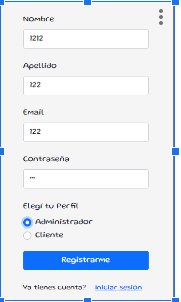 Nombre
1212
Apellido
122
Email
122
Contraseña
•••
Elegí tu Perfil
Administrador
Cliente
Registrarme
Ya tienes cuenta? Iniciar sesión